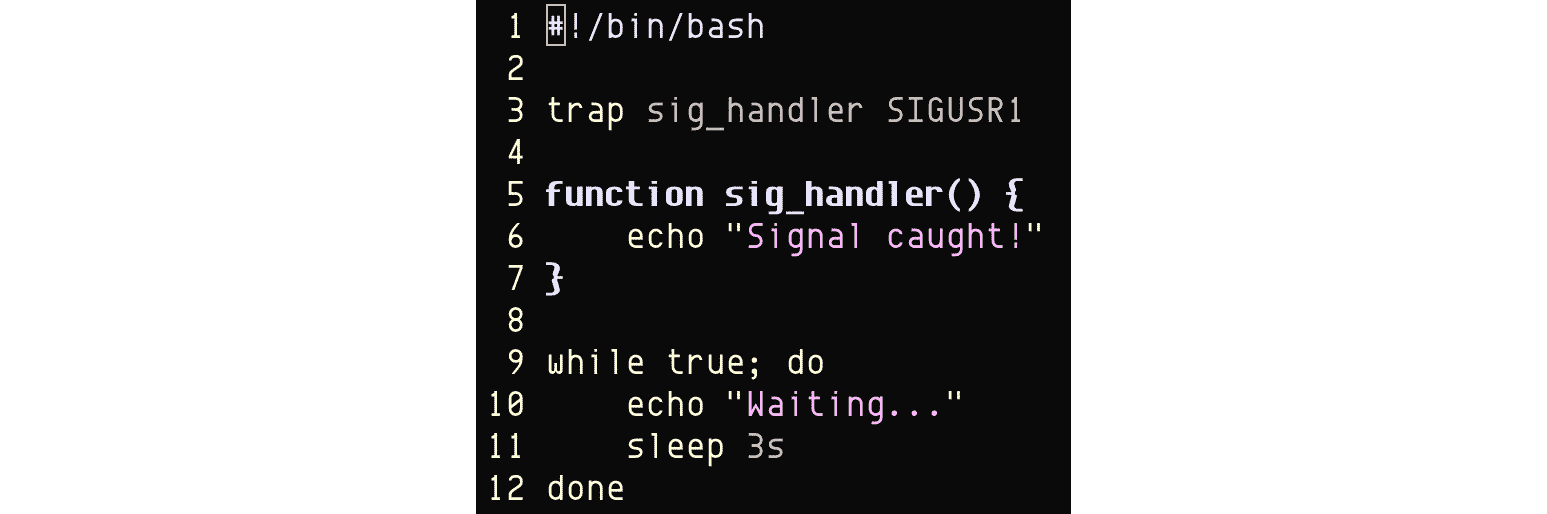 1 #!/bin/bash
2
3 trap sig_handler SIGUSR1
4
5 function sig_handler() {
6     echo "Signal caught!"
7 }
8
9 while true; do
10     echo "Waiting..."
11     sleep 3s
12 done